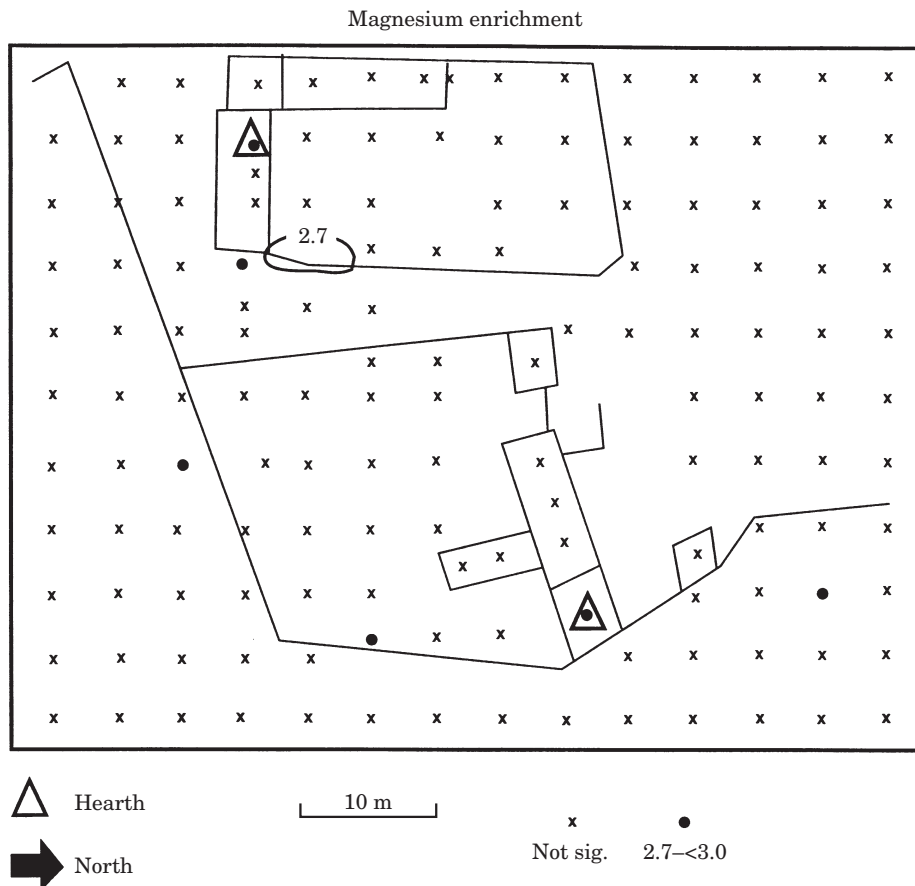 Magnesium enrichment
2.7
Hearth
10 m
North
x
Not sig. 2.7–<3.0